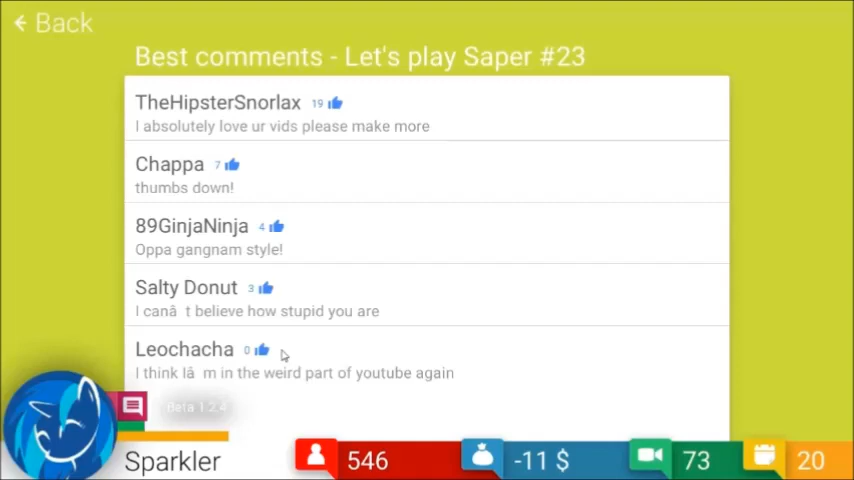 Back
Best comments - Let's play Saper #23
TheHipsterSnorlax 19
I absolutely love ur vids please make more
Chappa 7
thumbs down!
89GinjaNinja 4
Oppa gangnam style!
Salty Donut 3
I canâ t believe how stupid you are
Leochacha 0
I think Iâ m in the weird part of youtube again
Beta 1.2.4
Sparkler 546 -11 $ 73 20